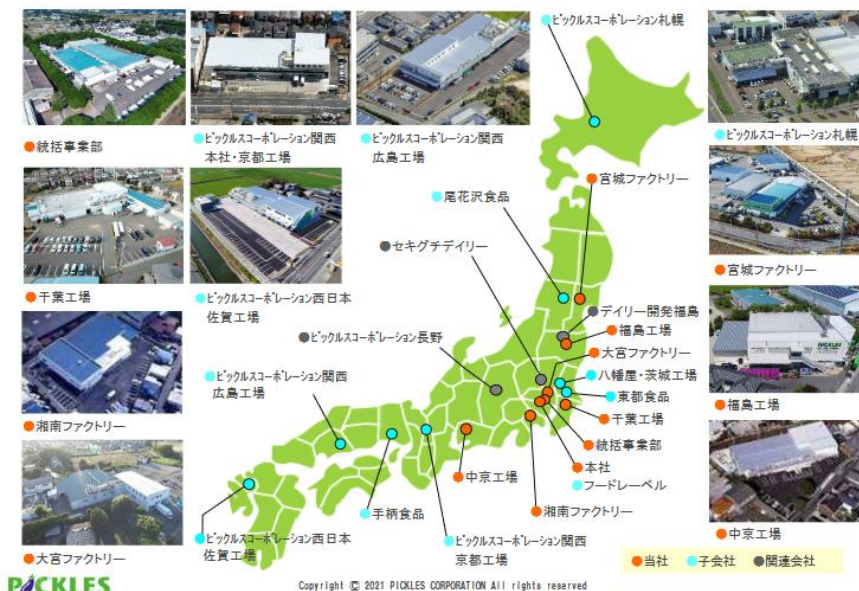 ピックルスコーポレーション札幌
統括事業部
ピックルスコーポレーション関西
本社・京都工場
ピックルスコーポレーション関西
広島工場
ピックルスコーポレーション札幌
宮城ファクトリー
尾花沢食品
セキグチデイリー
千葉工場
ピックルスコーポレーション西日本
佐賀工場
宮城ファクトリー
デイリー開発福島
福島工場
ピックルスコーポレーション長野
大宮ファクトリー
ピックルスコーポレーション関西
広島工場
八幡屋・茨城工場
東都食品
千葉工場
福島工場
湘南ファクトリー
統括事業部
本社
フードレーベル
中京工場
手柄食品
湘南ファクトリー
ピックルスコーポレーション西日本
佐賀工場
ピックルスコーポレーション関西
京都工場
中京工場
大宮ファクトリー
当社 子会社 関連会社
PICKLES
Copyright © 2021 PICKLES CORPORATION All rights reserved